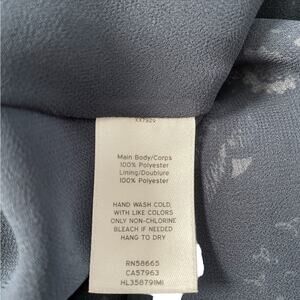 Main Body/Corps
100% Polyester
Lining/Doublure
100% Polyester
HAND WASH COLD
WITH LIKE COLORS
ONLY NON-CHLORINE
BLEACH IF NEEDED
HANG TO DRY
RN58665
CA57963
HL358791MI